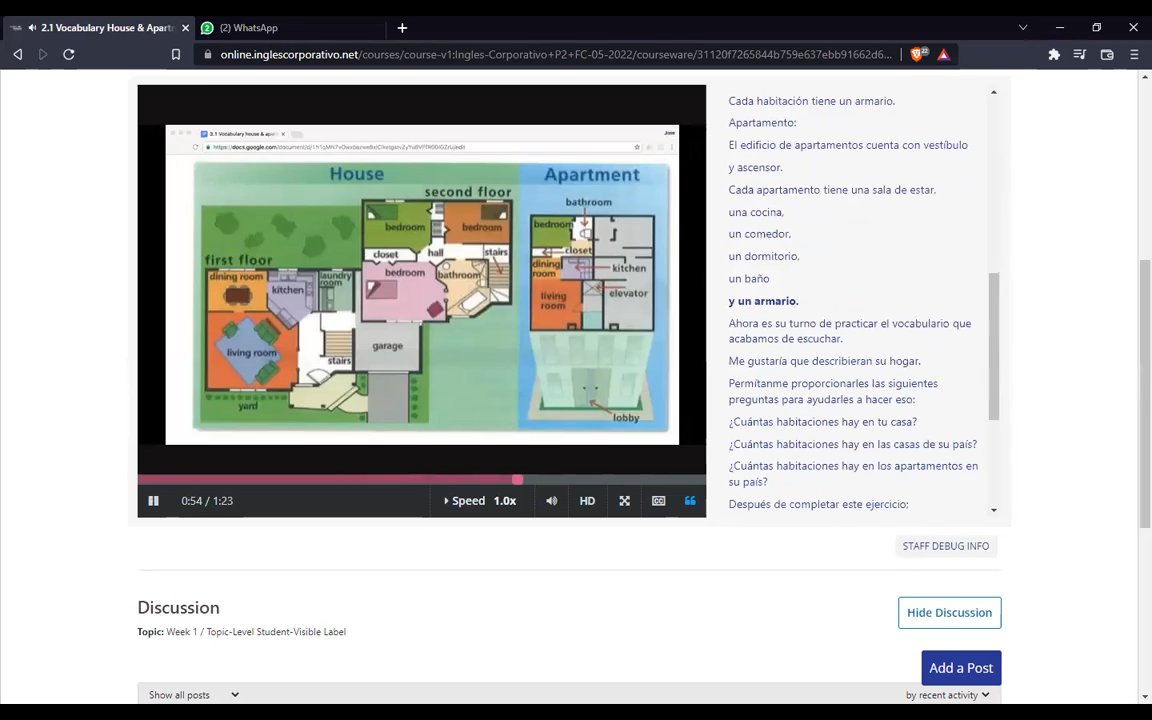 2.1 Vocabulary House & Apartm
(2) WhatsApp
online.inglescorporativo.net/courses/course-v1:Ingles-Corporativo+P2+FC-05-2022/courseware/31120f7265844b759e637ebb91662d6...
22
House
Apartment
second floor
bathroom
bedroom
bedroom
bedroom
closet
hall
stairs
closet
first floor
bedroom
bathroom
dining room
kitchen
dining room
laundry room
kitchen
elevator
living room
living room
garage
stairs
yard
lobby
0:54 / 1:23
Speed 1.0x
HD
CC
Cada habitación tiene un armario.
Apartamento:
El edificio de apartamentos cuenta con vestíbulo
y ascensor.
Cada apartamento tiene una sala de estar.
una cocina,
un comedor.
un dormitorio,
un baño
y un armario.
Ahora es su turno de practicar el vocabulario que
acabamos de escuchar.
Me gustaría que describieran su hogar.
Permítanme proporcionarles las siguientes
preguntas para ayudarles a hacer eso:
¿Cuántas habitaciones hay en tu casa?
¿Cuántas habitaciones hay en las casas de su país?
¿Cuántas habitaciones hay en los apartamentos en
su país?
Después de completar este ejercicio:
STAFF DEBUG INFO
Discussion
Hide Discussion
Topic: Week 1 / Topic-Level Student-Visible Label
Add a Post
Show all posts
by recent activity